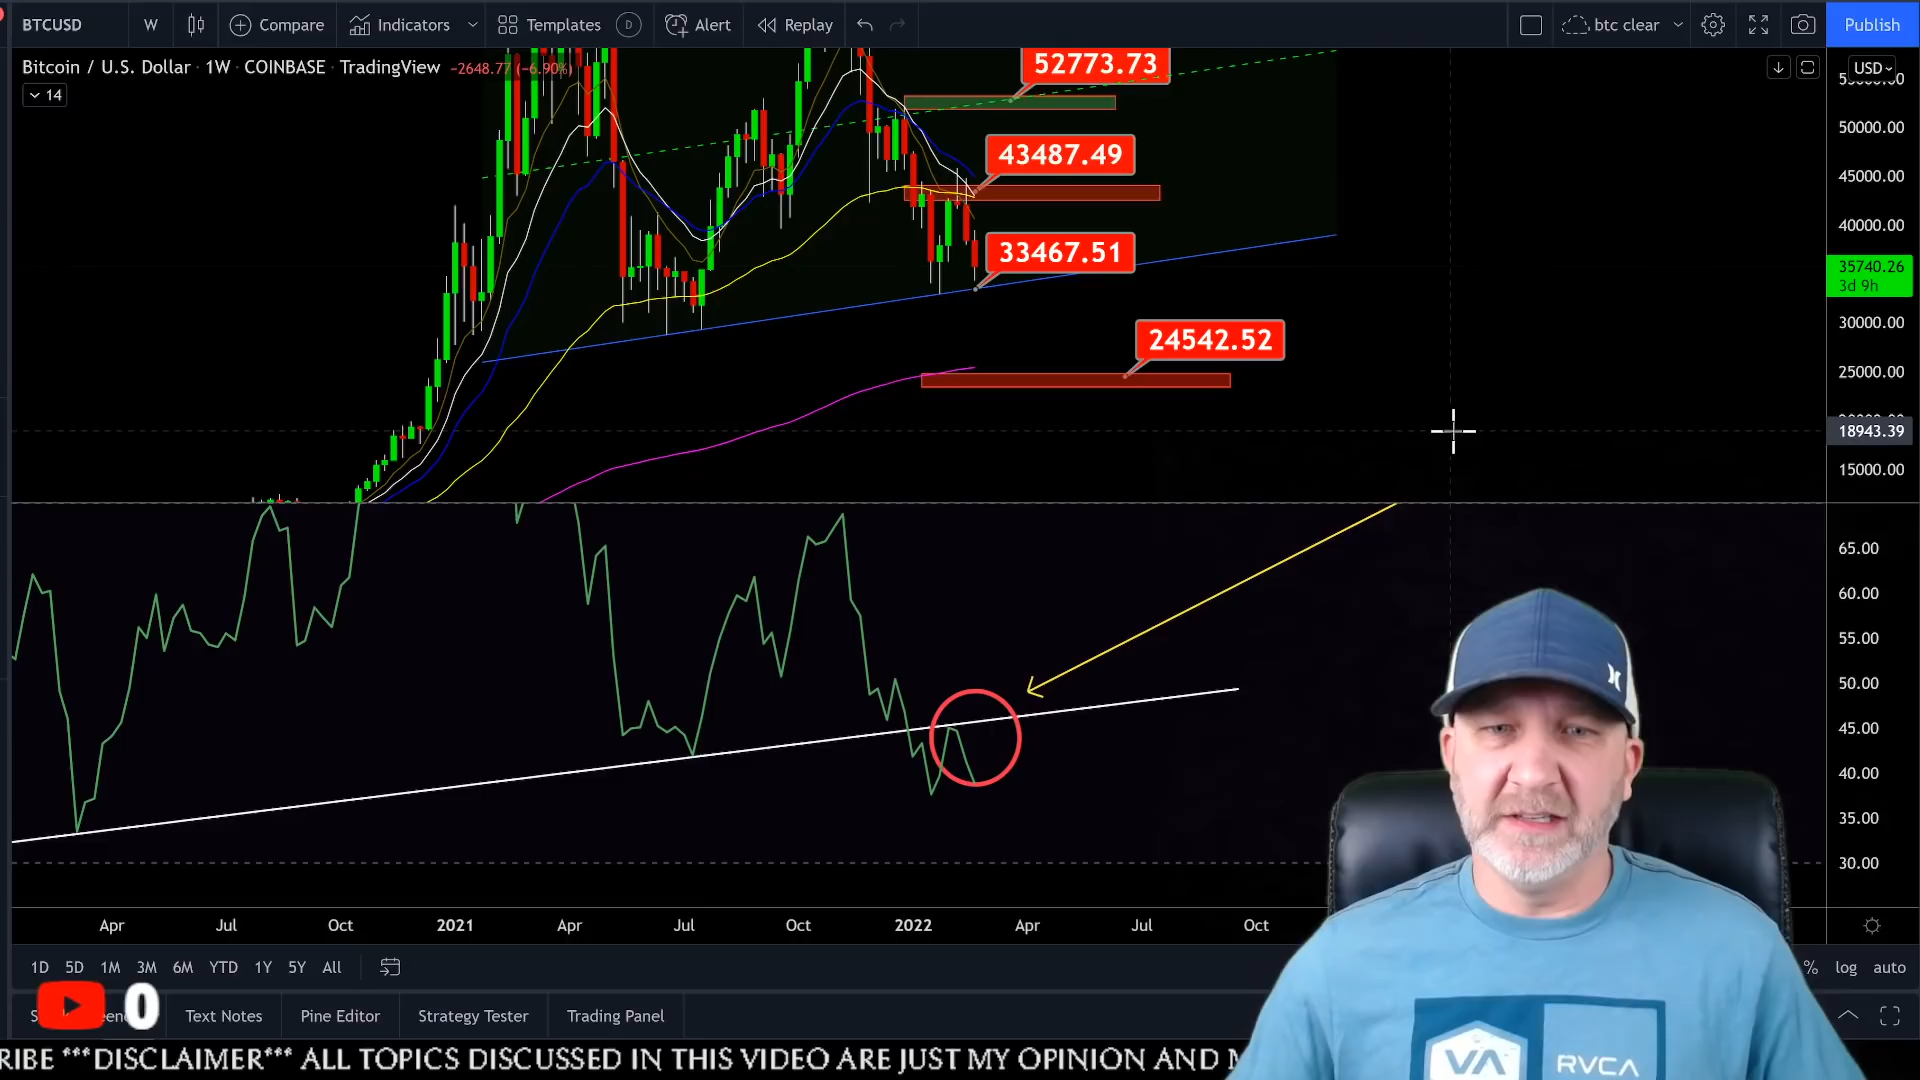 BTCUSD W Compare Indicators Templates D Alert Replay btc clear Publish
Bitcoin / U.S. Dollar · 1W · COINBASE · TradingView −2648.77 (−6.90%)
USD
14
52773.73
50000.00
43487.49
45000.00
40000.00
33467.51
35740.26
3d 9h
30000.00
24542.52
25000.00
18943.39
15000.00
65.00
60.00
55.00
50.00
45.00
40.00
35.00
30.00
Apr Jul Oct 2021 Apr Jul Oct 2022 Apr Jul Oct
1D 5D 1M 3M 6M YTD 1Y 5Y All % log auto
0 Text Notes Pine Editor Strategy Tester Trading Panel
VA RVCA
RIBE ***DISCLAIMER*** ALL TOPICS DISCUSSED IN THIS VIDEO ARE JUST MY OPINION AND